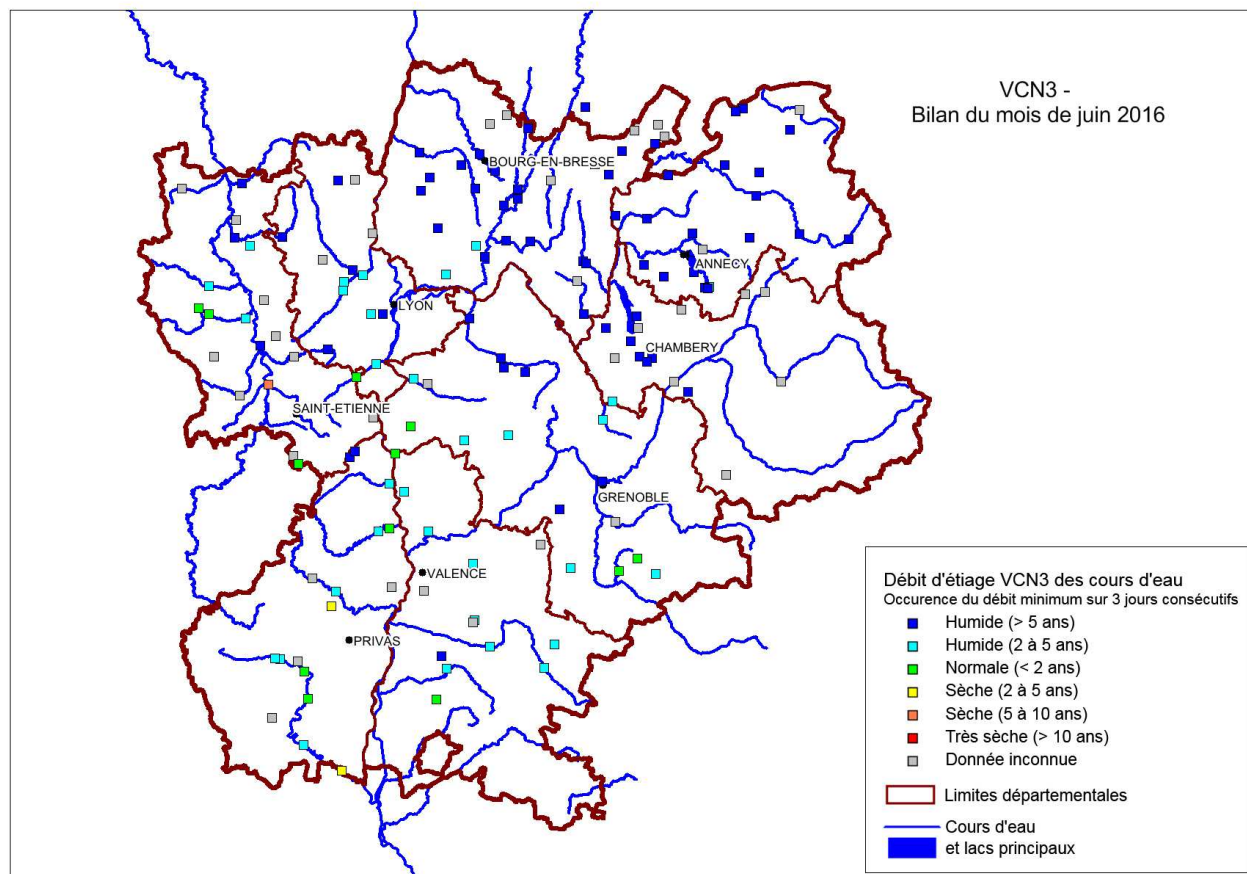 VCN3 -
Bilan du mois de juin 2016
BOURG-EN-BRESSE
ANNECY
LYON
CHAMBERY
SAINT-ETIENNE
GRENOBLE
VALENCE
PRIVAS
Débit d'étiage VCN3 des cours d'eau
Occurence du débit minimum sur 3 jours consécutifs
Humide (> 5 ans)
Humide (2 à 5 ans)
Normale (< 2 ans)
Sèche (2 à 5 ans)
Sèche (5 à 10 ans)
Très sèche (> 10 ans)
Donnée inconnue
Limites départementales
Cours d'eau
et lacs principaux